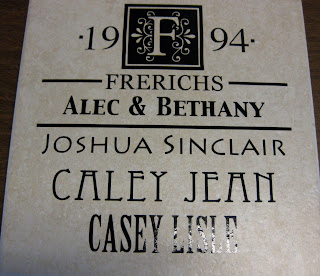 ·19 F 94·
FRERICHS
ALEC & BETHANY
JOSHUA SINCLAIR
CALEY JEAN
CASEY LISLE